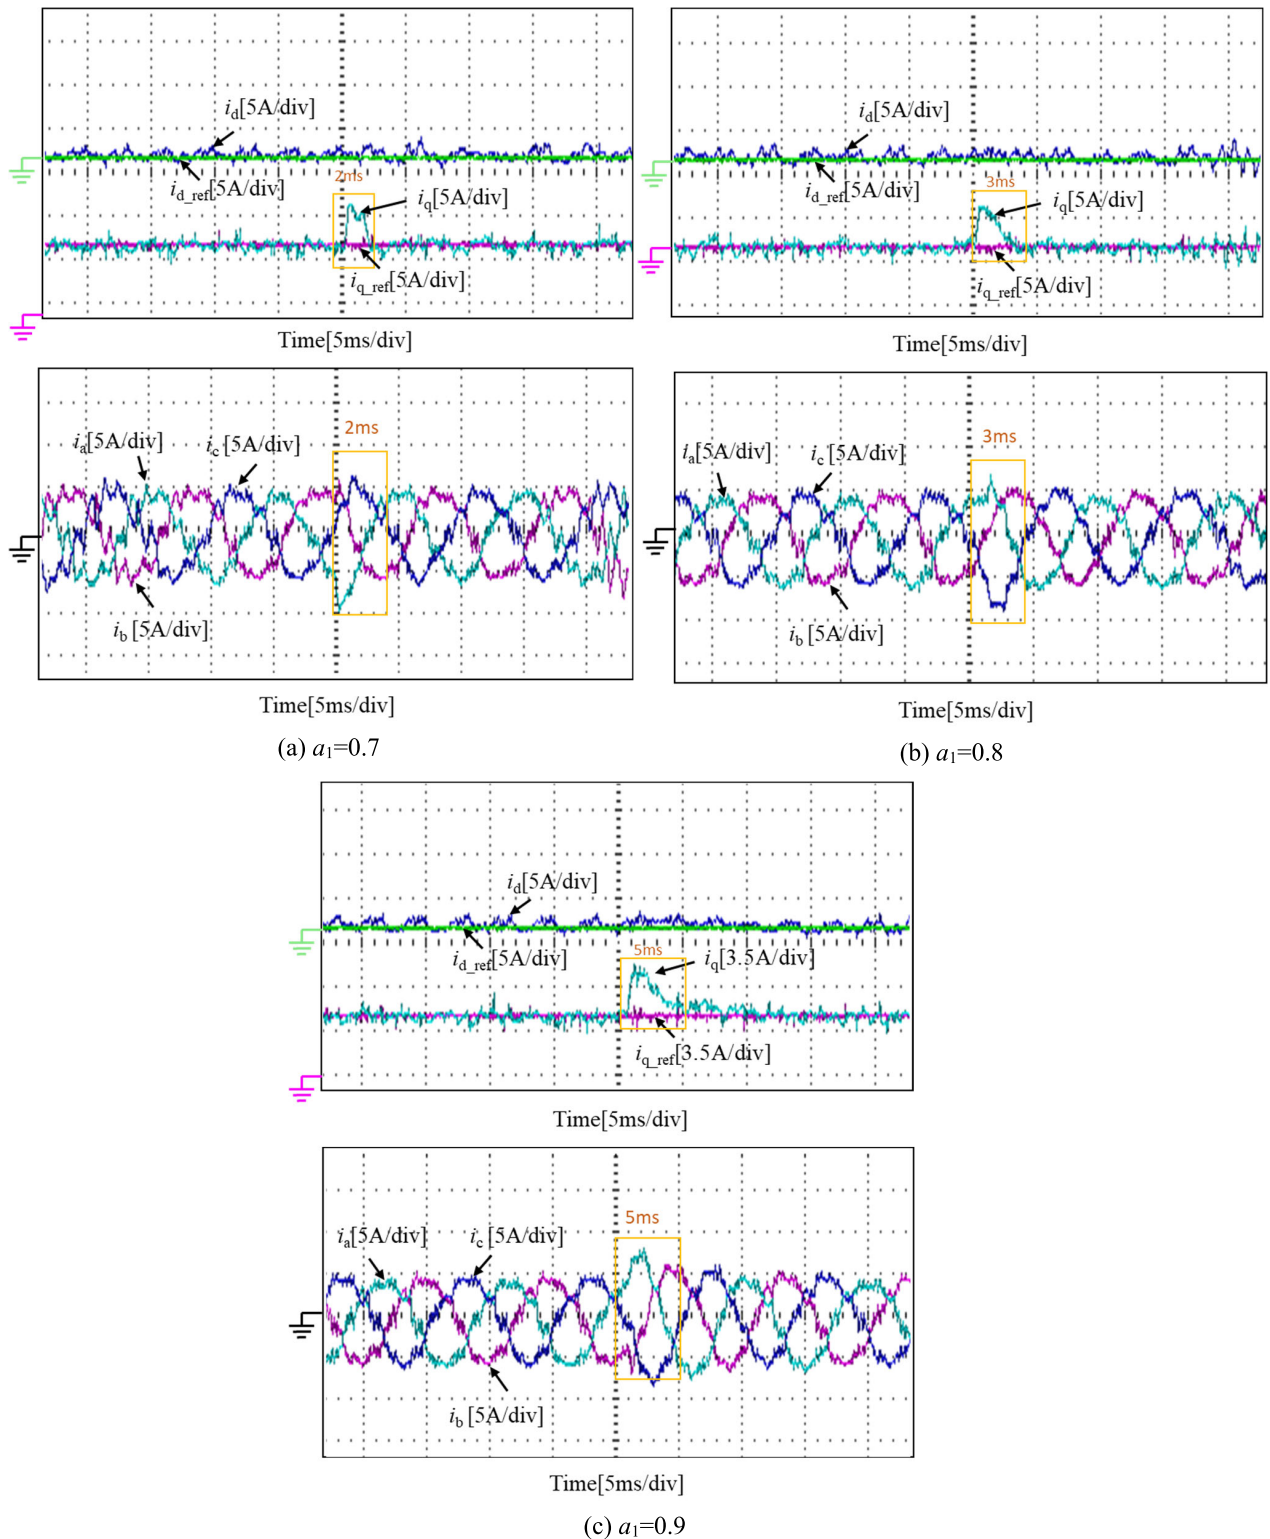 i_d[5A/div]
i_d_ref[5A/div]
2ms
i_q[5A/div]
i_q_ref[5A/div]
Time[5ms/div]
i_d[5A/div]
i_d_ref[5A/div]
3ms
i_q[5A/div]
i_q_ref[5A/div]
Time[5ms/div]
2ms
i_a[5A/div]
i_c [5A/div]
i_b [5A/div]
Time[5ms/div]
(a) a_1=0.7
3ms
i_a[5A/div]
i_c [5A/div]
i_b [5A/div]
Time[5ms/div]
(b) a_1=0.8
i_d[5A/div]
i_d_ref[5A/div]
5ms
i_q[3.5A/div]
i_q_ref[3.5A/div]
Time[5ms/div]
5ms
i_a[5A/div]
i_c [5A/div]
i_b [5A/div]
Time[5ms/div]
(c) a_1=0.9